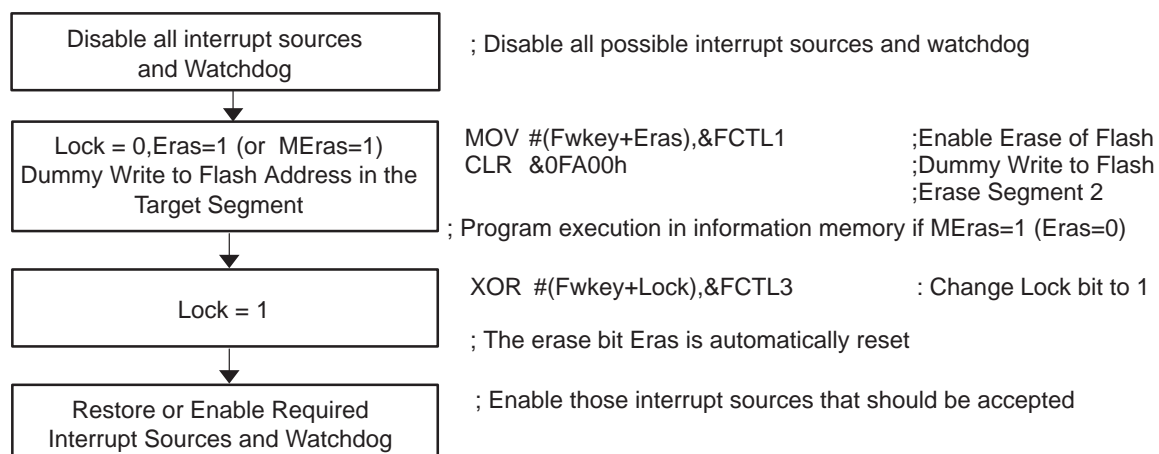 Disable all interrupt sources
and Watchdog
; Disable all possible interrupt sources and watchdog
Lock = 0,Eras=1 (or MEras=1)
Dummy Write to Flash Address in the
Target Segment
MOV #(Fwkey+Eras),&FCTL1 ;Enable Erase of Flash
CLR &0FA00h ;Dummy Write to Flash
;Erase Segment 2
; Program execution in information memory if MEras=1 (Eras=0)
Lock = 1
XOR #(Fwkey+Lock),&FCTL3 : Change Lock bit to 1
; The erase bit Eras is automatically reset
Restore or Enable Required
Interrupt Sources and Watchdog
; Enable those interrupt sources that should be accepted